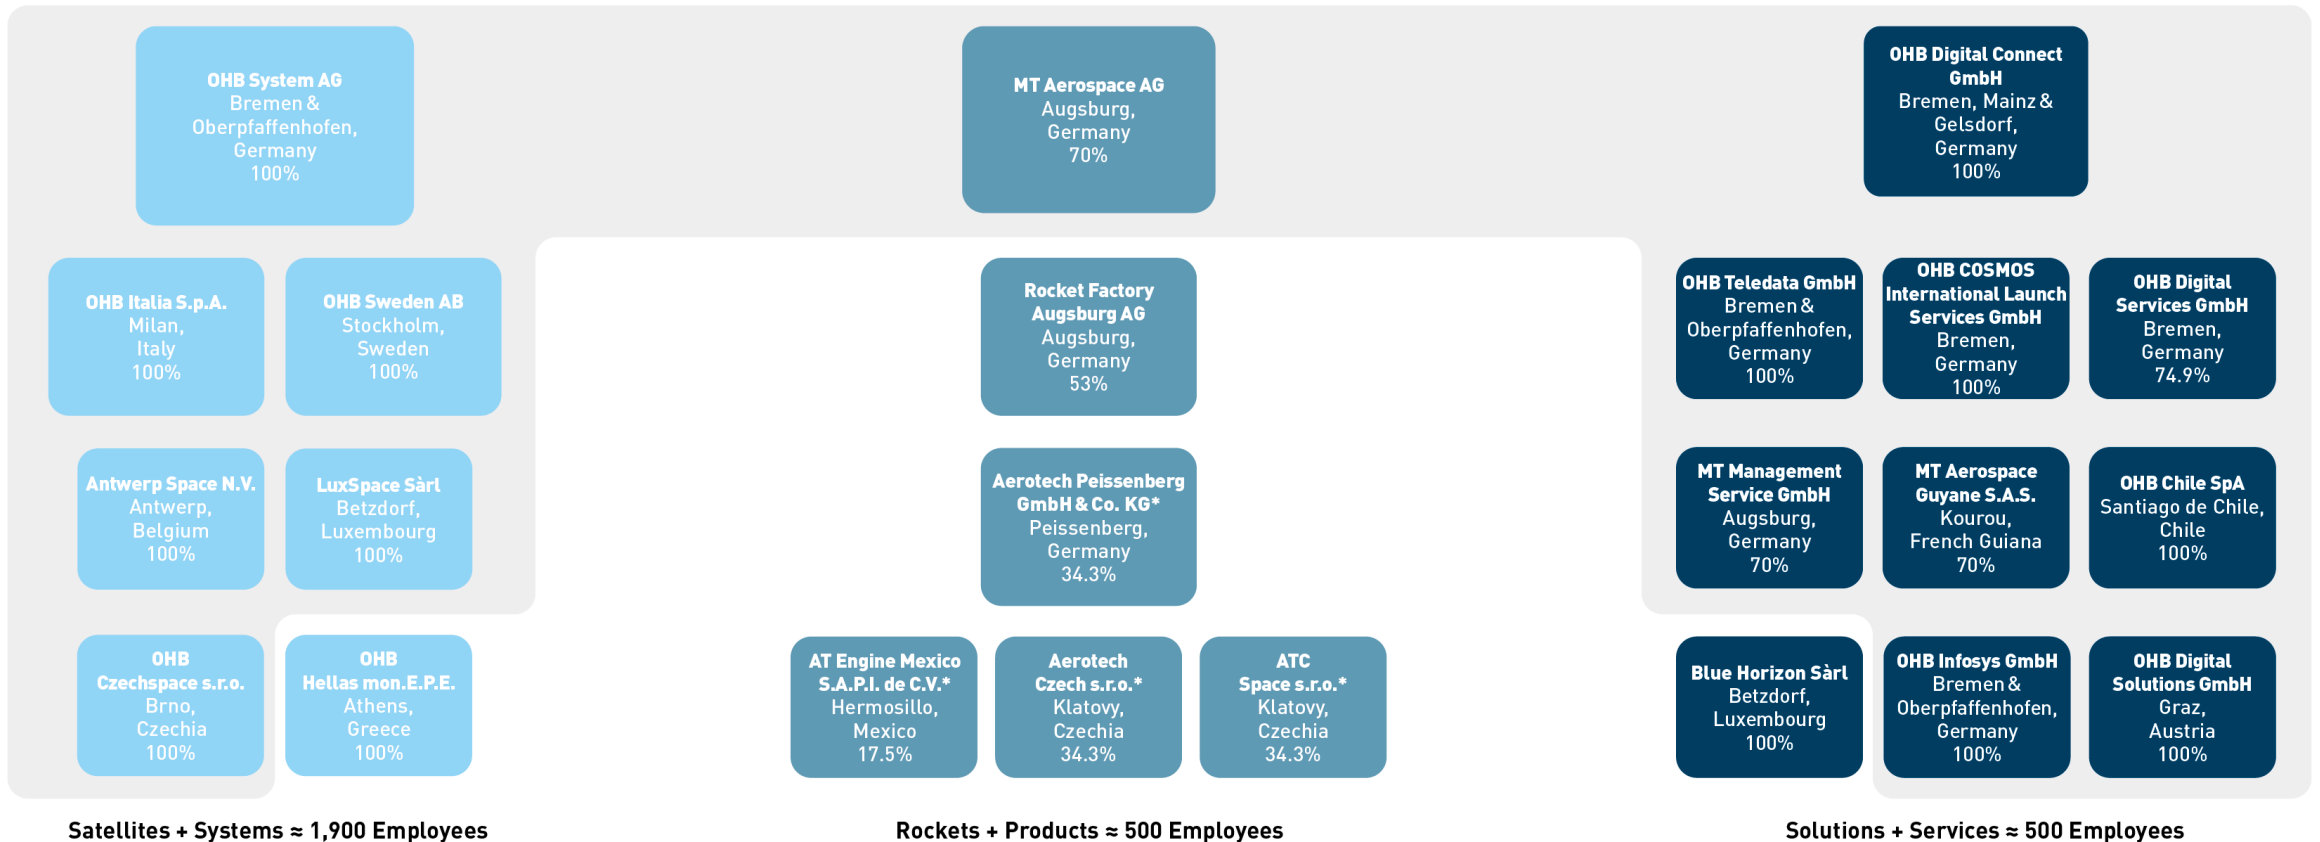 OHB System AG
Bremen &
Oberpfaffenhofen,
Germany
100%
MT Aerospace AG
Augsburg,
Germany
70%
OHB Digital Connect
GmbH
Bremen, Mainz &
Gelsdorf,
Germany
100%
OHB Italia S.p.A.
Milan,
Italy
100%
OHB Sweden AB
Stockholm,
Sweden
100%
Rocket Factory
Augsburg AG
Augsburg,
Germany
53%
OHB Teledata GmbH
Bremen &
Oberpfaffenhofen,
Germany
100%
OHB COSMOS
International Launch
Services GmbH
Bremen,
Germany
100%
OHB Digital
Services GmbH
Bremen,
Germany
74.9%
Antwerp Space N.V.
Antwerp,
Belgium
100%
LuxSpace Sàrl
Betzdorf,
Luxembourg
100%
Aerotech Peissenberg
GmbH & Co. KG*
Peissenberg,
Germany
34.3%
MT Management
Service GmbH
Augsburg,
Germany
70%
MT Aerospace
Guyane S.A.S.
Kourou,
French Guiana
70%
OHB Chile SpA
Santiago de Chile,
Chile
100%
OHB
Czechspace s.r.o.
Brno,
Czechia
100%
OHB
Hellas mon.E.P.E.
Athens,
Greece
100%
AT Engine Mexico
S.A.P.I. de C.V.*
Hermosillo,
Mexico
17.5%
Aerotech
Czech s.r.o.*
Klatovy,
Czechia
34.3%
ATC
Space s.r.o.*
Klatovy,
Czechia
34.3%
Blue Horizon Sàrl
Betzdorf,
Luxembourg
100%
OHB Infosys GmbH
Bremen &
Oberpfaffenhofen,
Germany
100%
OHB Digital
Solutions GmbH
Graz,
Austria
100%
Satellites + Systems ≈ 1,900 Employees
Rockets + Products ≈ 500 Employees
Solutions + Services ≈ 500 Employees